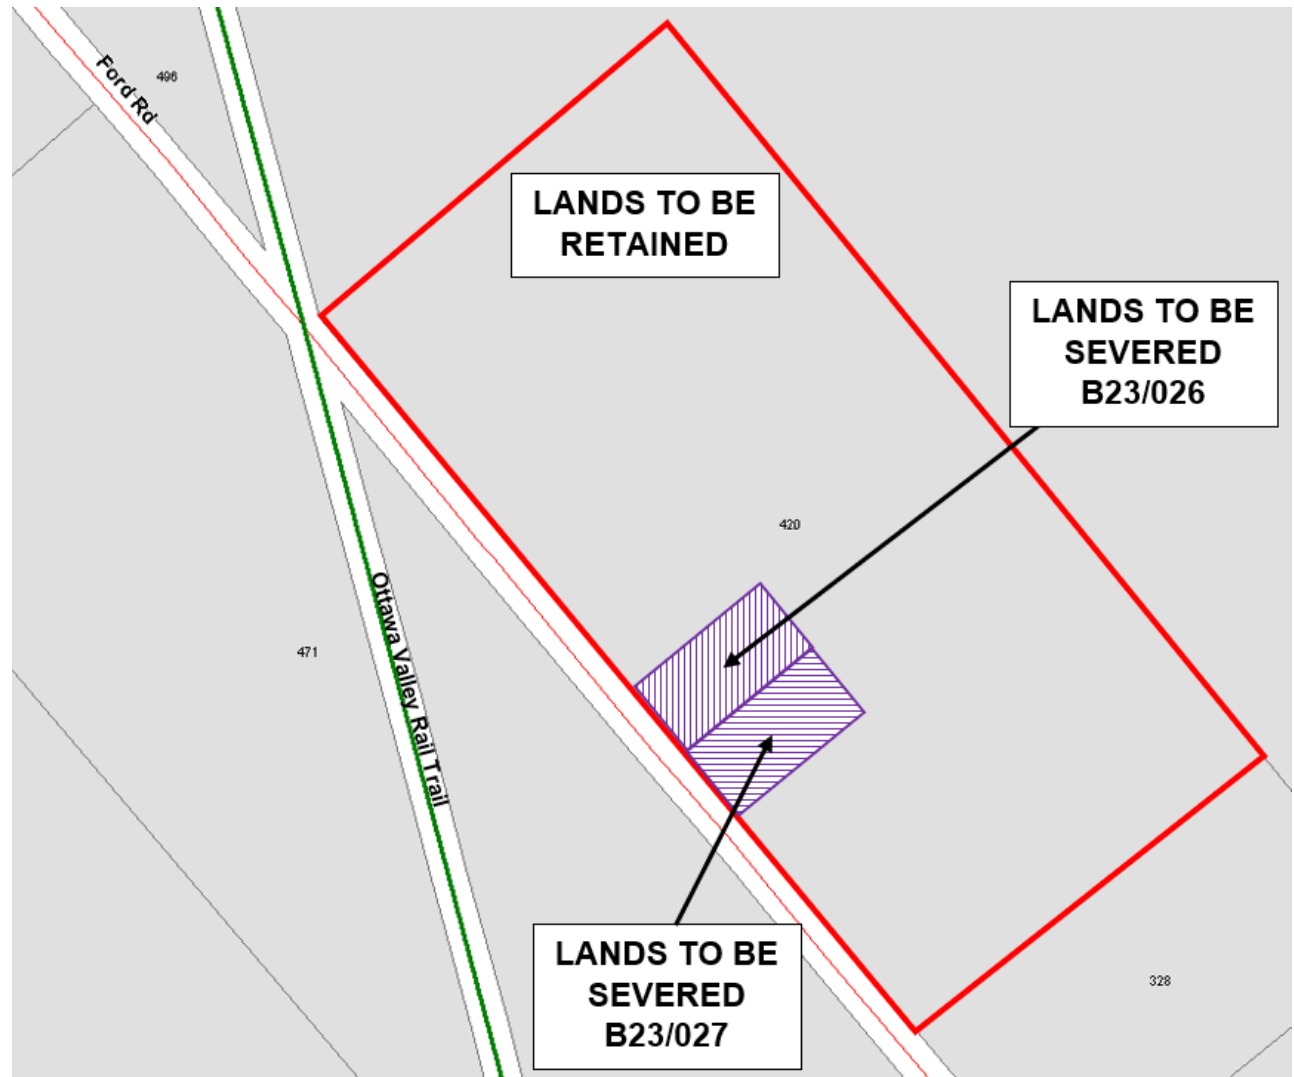 Ford Rd
496
LANDS TO BE
RETAINED
LANDS TO BE
SEVERED
B23/026
420
Ottawa Valley Rail Trail
471
LANDS TO BE
SEVERED
B23/027
328